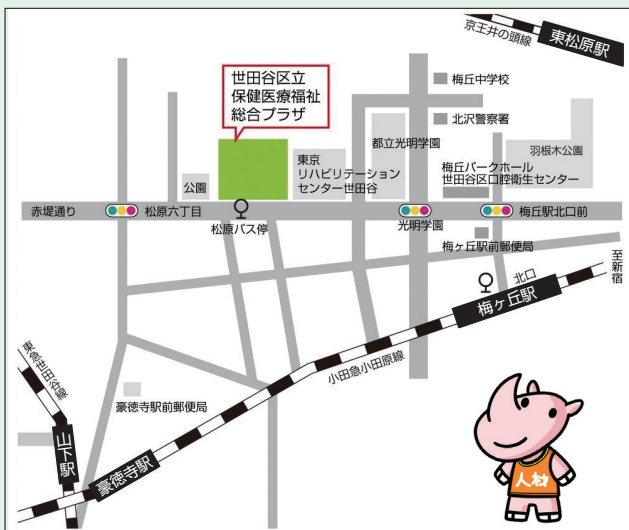 京王井の頭線
東松原駅
世田谷区立
保健医療福祉
総合プラザ
梅丘中学校
北沢警察署
都立光明学園
羽根木公園
東京
リハビリテーション
センター世田谷
公園
梅丘パークホール
世田谷区口腔衛生センター
赤堤通り
松原六丁目
松原バス停
光明学園
梅丘駅北口前
梅ヶ丘駅前郵便局
至新宿
北口
梅ヶ丘駅
小田急小田原線
東急世田谷線
豪徳寺駅前郵便局
山下駅
豪徳寺駅
人材